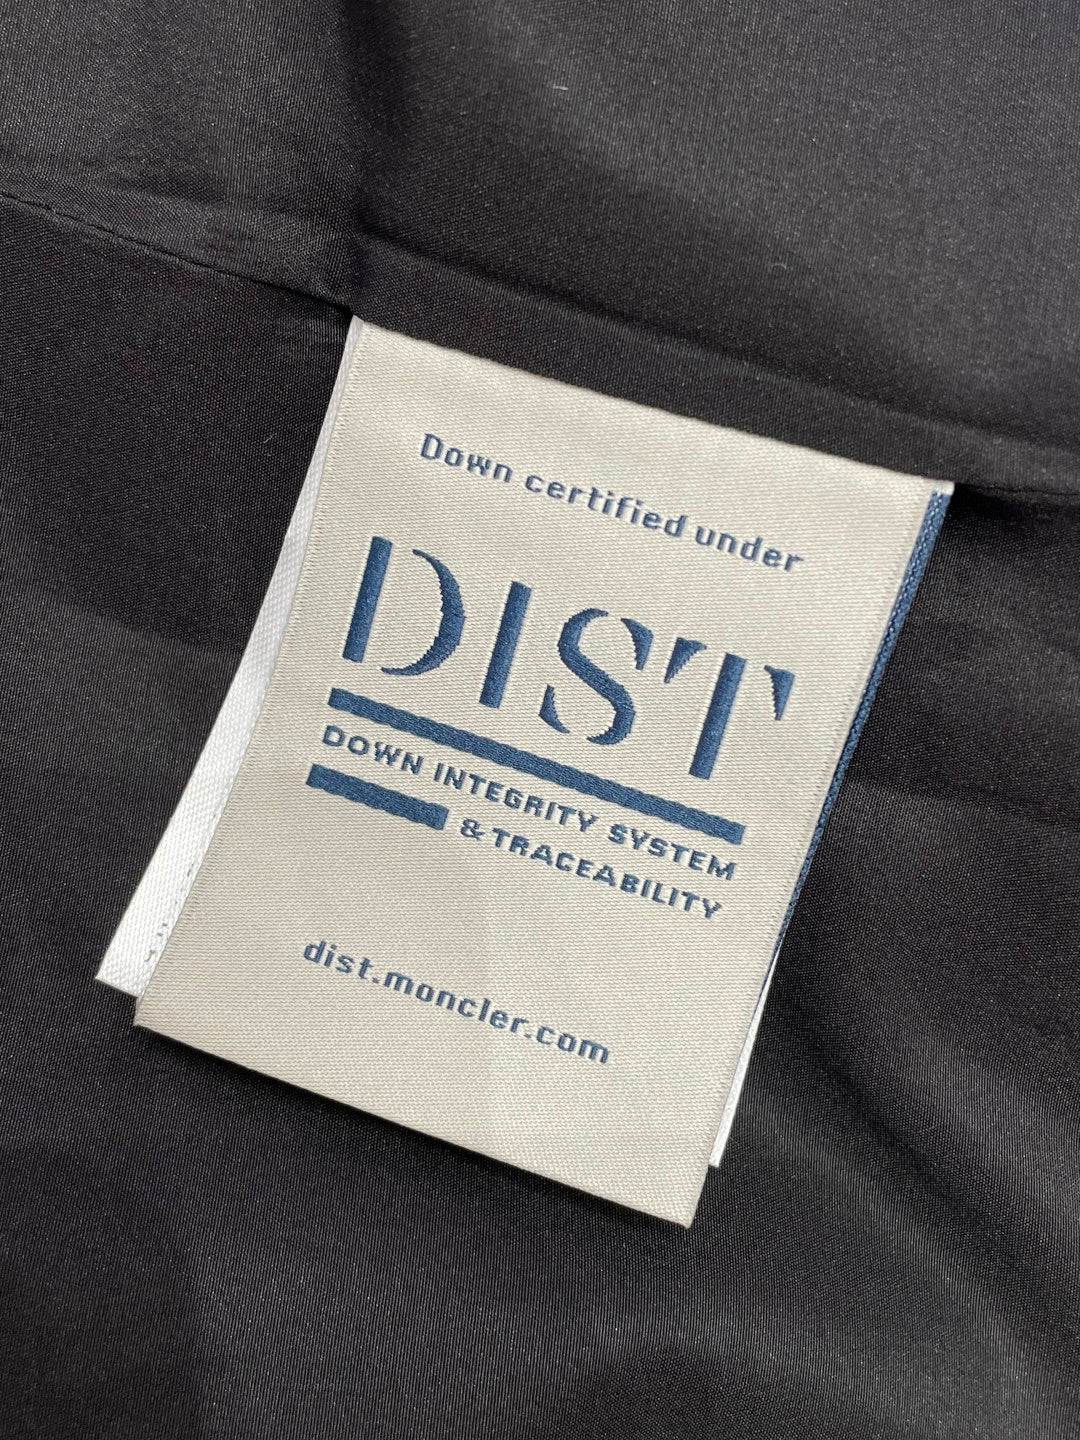 Down certified under
DIST
DOWN INTEGRITY SYSTEM
& TRACEABILITY
dist.moncler.com